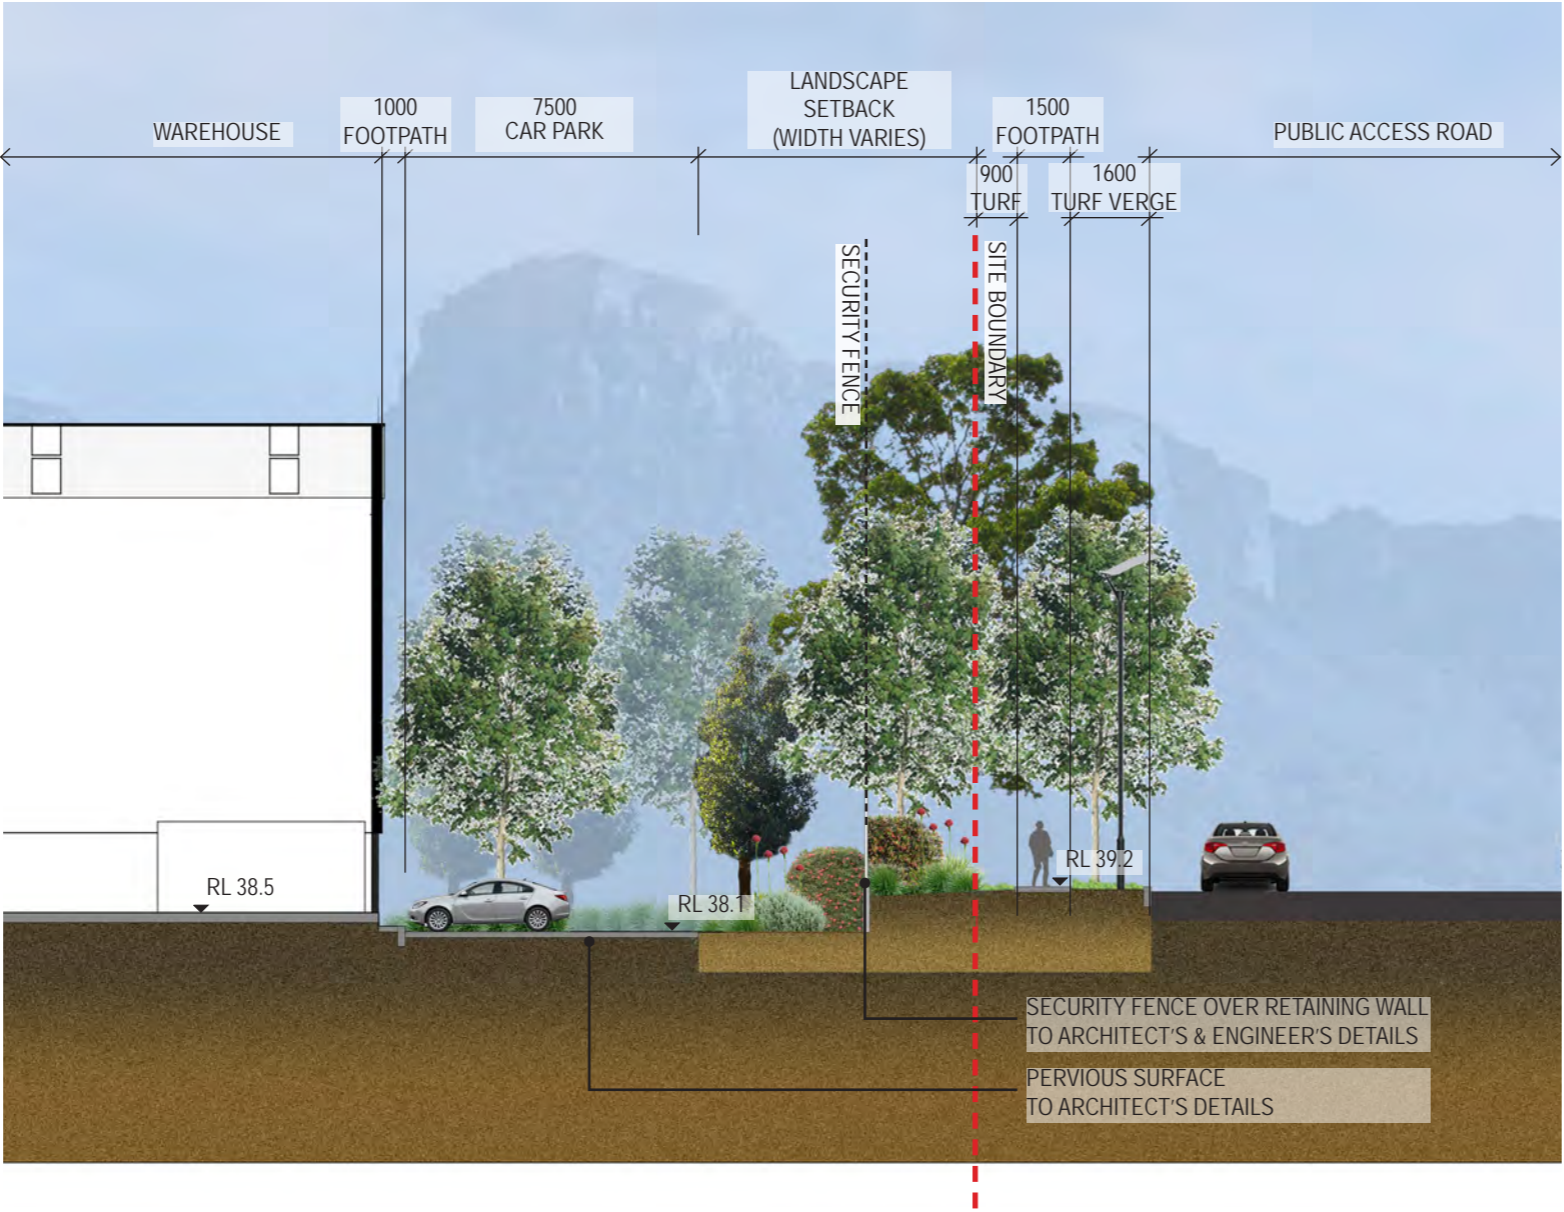 WAREHOUSE
1000
FOOTPATH
7500
CAR PARK
LANDSCAPE
SETBACK
(WIDTH VARIES)
1500
FOOTPATH
PUBLIC ACCESS ROAD
900
TURF
1600
TURF VERGE
SECURITY FENCE
SITE BOUNDARY
RL 38.5
RL 38.1
RL 39.2
SECURITY FENCE OVER RETAINING WALL
TO ARCHITECT'S & ENGINEER'S DETAILS
PERVIOUS SURFACE
TO ARCHITECT'S DETAILS